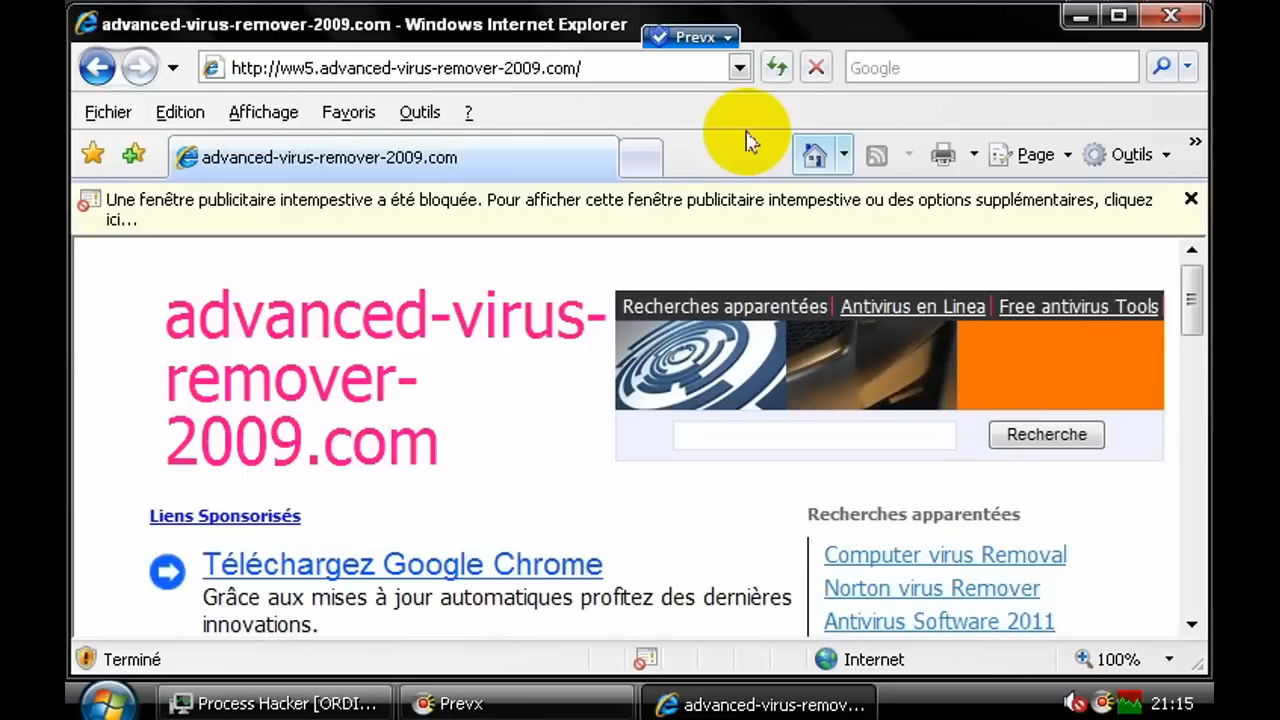 advanced-virus-remover-2009.com - Windows Internet Explorer
Prevx
http://ww5.advanced-virus-remover-2009.com/
Google
Fichier Edition Affichage Favoris Outils ?
advanced-virus-remover-2009.com
Page Outils »
Une fenêtre publicitaire intempestive a été bloquée. Pour afficher cette fenêtre publicitaire intempestive ou des options supplémentaires, cliquez
ici...
advanced-virus-
remover-
2009.com
Recherches apparentées Antivirus en Linea Free antivirus Tools
Recherche
Liens Sponsorisés
Téléchargez Google Chrome
Grâce aux mises à jour automatiques profitez des dernières
innovations.
Recherches apparentées
Computer virus Removal
Norton virus Remover
Antivirus Software 2011
Terminé
Internet
100%
Process Hacker [ORDI...
Prevx
advanced-virus-remov...
21:15